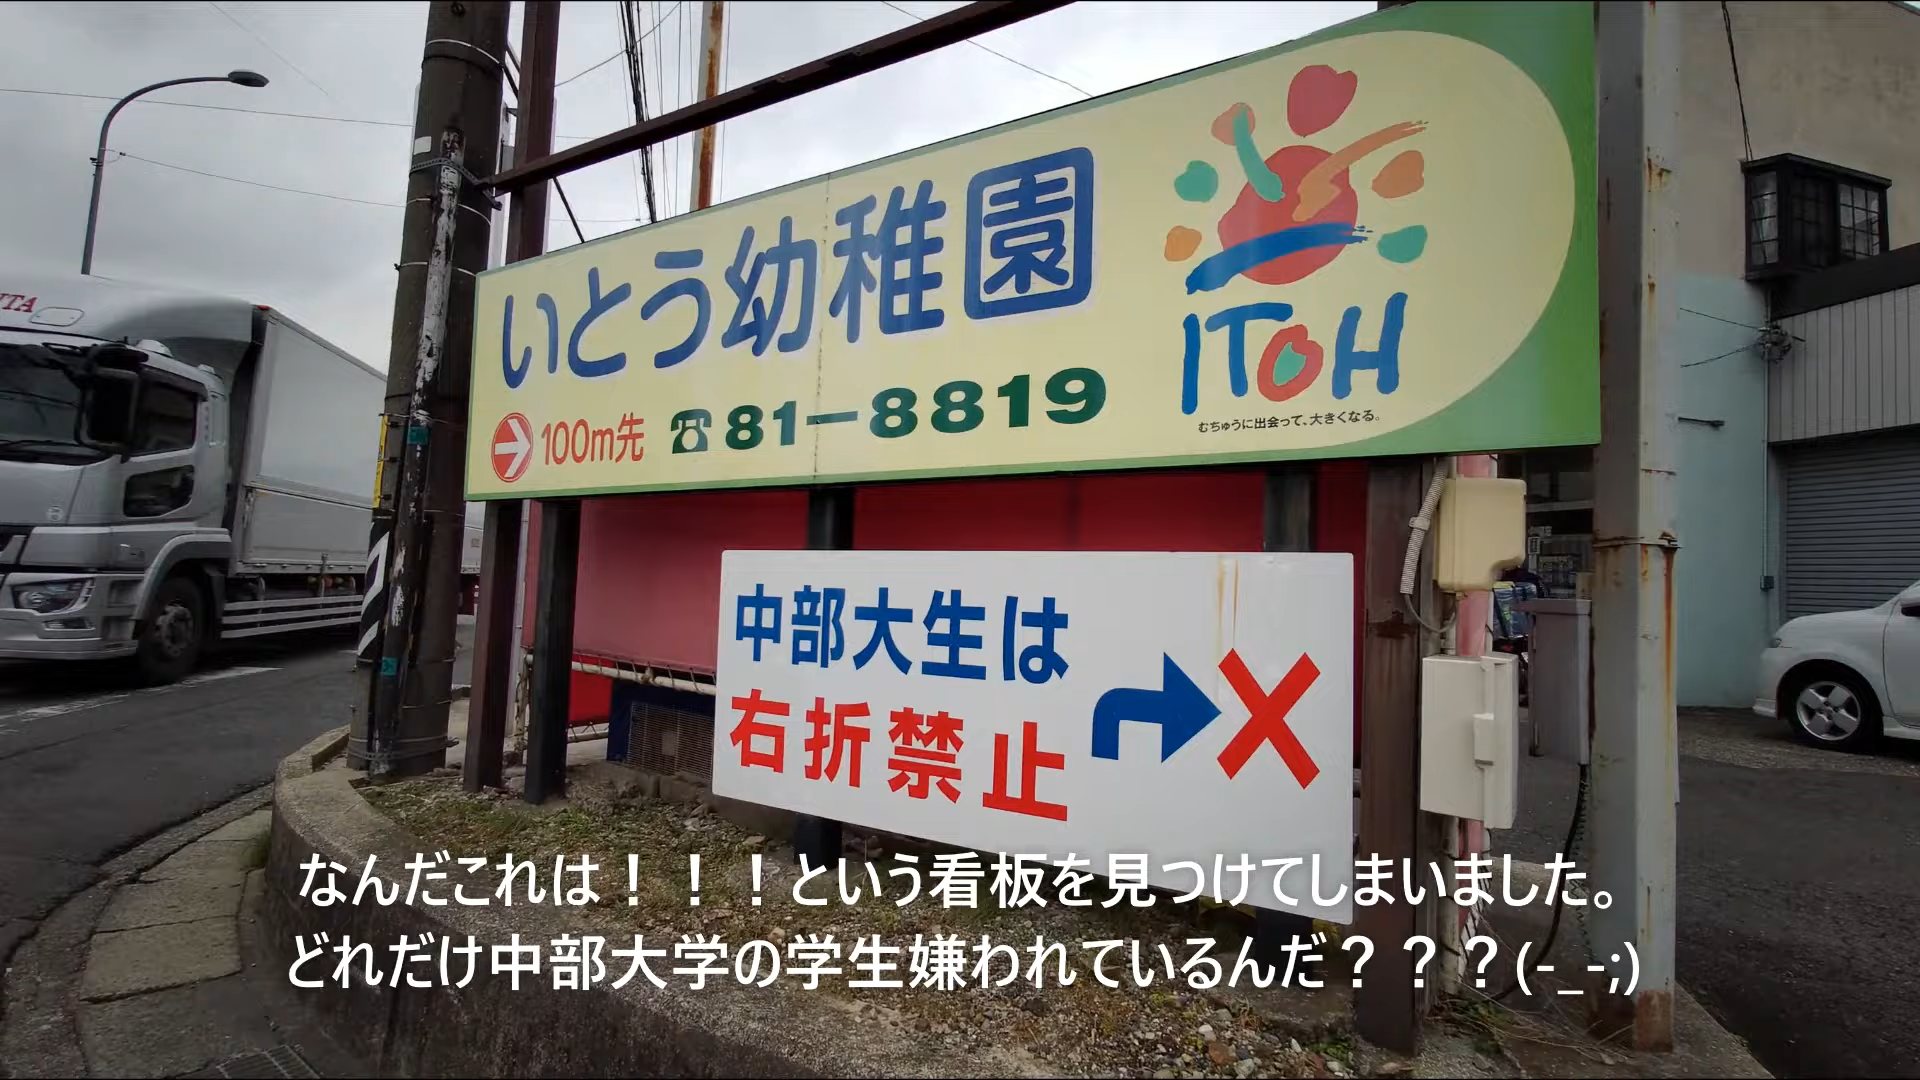 いとう幼稚園
100m先 ☎81-8819
ITOH
むちゅうに出会って、大きくなる。
中部大生は
右折禁止
なんだこれは！！！という看板を見つけてしまいました。
どれだけ中部大学の学生嫌われているんだ？？？(-_-;)